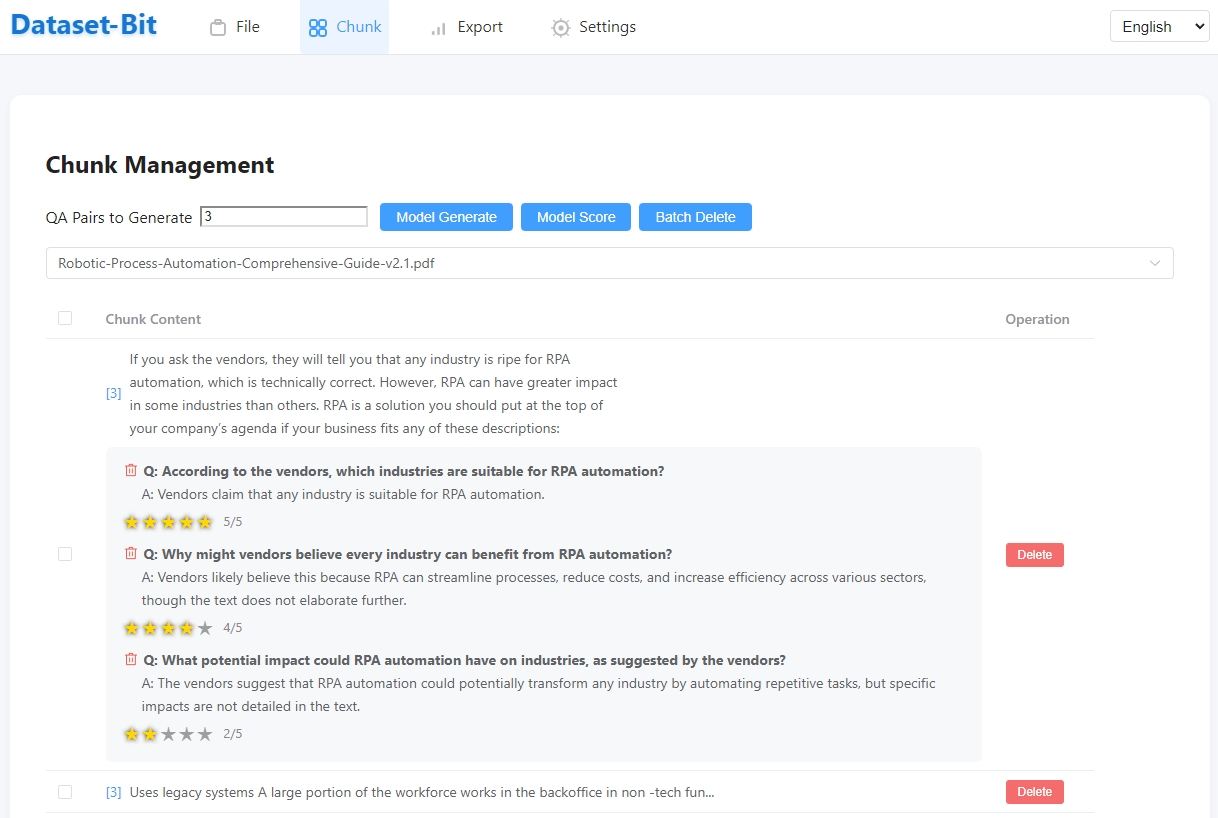 Dataset-Bit
File
Chunk
Export
Settings
English
Chunk Management
QA Pairs to Generate
3
Model Generate
Model Score
Batch Delete
Robotic-Process-Automation-Comprehensive-Guide-v2.1.pdf
Chunk Content
Operation
If you ask the vendors, they will tell you that any industry is ripe for RPA
automation, which is technically correct. However, RPA can have greater impact
[3]
in some industries than others. RPA is a solution you should put at the top of
your company’s agenda if your business fits any of these descriptions:
Q: According to the vendors, which industries are suitable for RPA automation?
A: Vendors claim that any industry is suitable for RPA automation.
5/5
Q: Why might vendors believe every industry can benefit from RPA automation?
A: Vendors likely believe this because RPA can streamline processes, reduce costs, and increase efficiency across various sectors,
though the text does not elaborate further.
4/5
Q: What potential impact could RPA automation have on industries, as suggested by the vendors?
A: The vendors suggest that RPA automation could potentially transform any industry by automating repetitive tasks, but specific
impacts are not detailed in the text.
2/5
Delete
[3] Uses legacy systems A large portion of the workforce works in the backoffice in non -tech fun...
Delete